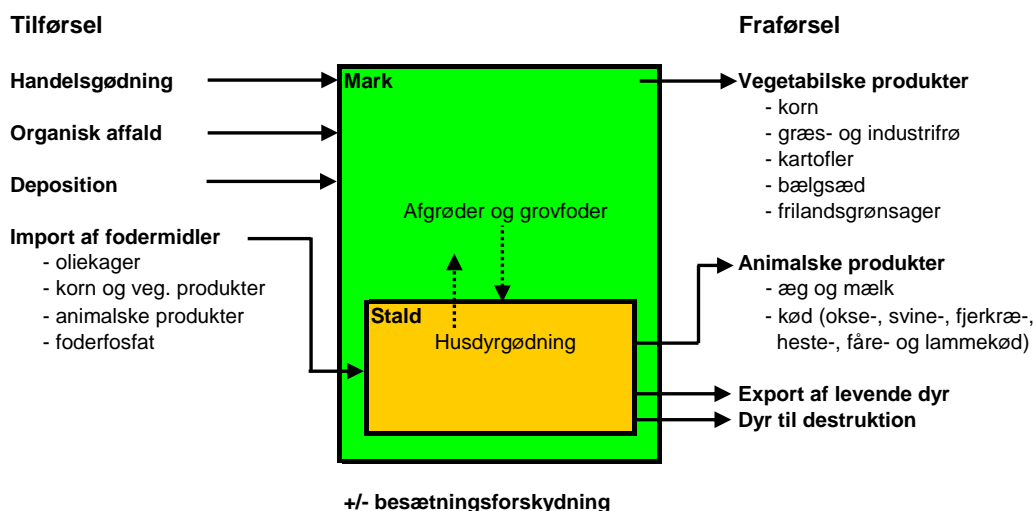 Tilførsel
Handelsgødning
Organisk affald
Deposition
Import af fodermidler
- oliekager
- korn og veg. produkter
- animalske produkter
- foderfosfat
Mark
Afgrøder og grovfoder
Stald
Husdyrgødning
+/- besætningsforskydning
Fraførsel
Vegetabilske produkter
- korn
- græs- og industrifrø
- kartofler
- bælgsæd
- frilandsgrønsager
Animalske produkter
- æg og mælk
- kød (okse-, svine-, fjerkræ-,
heste-, fåre- og lammekød)
Export af levende dyr
Dyr til destruktion